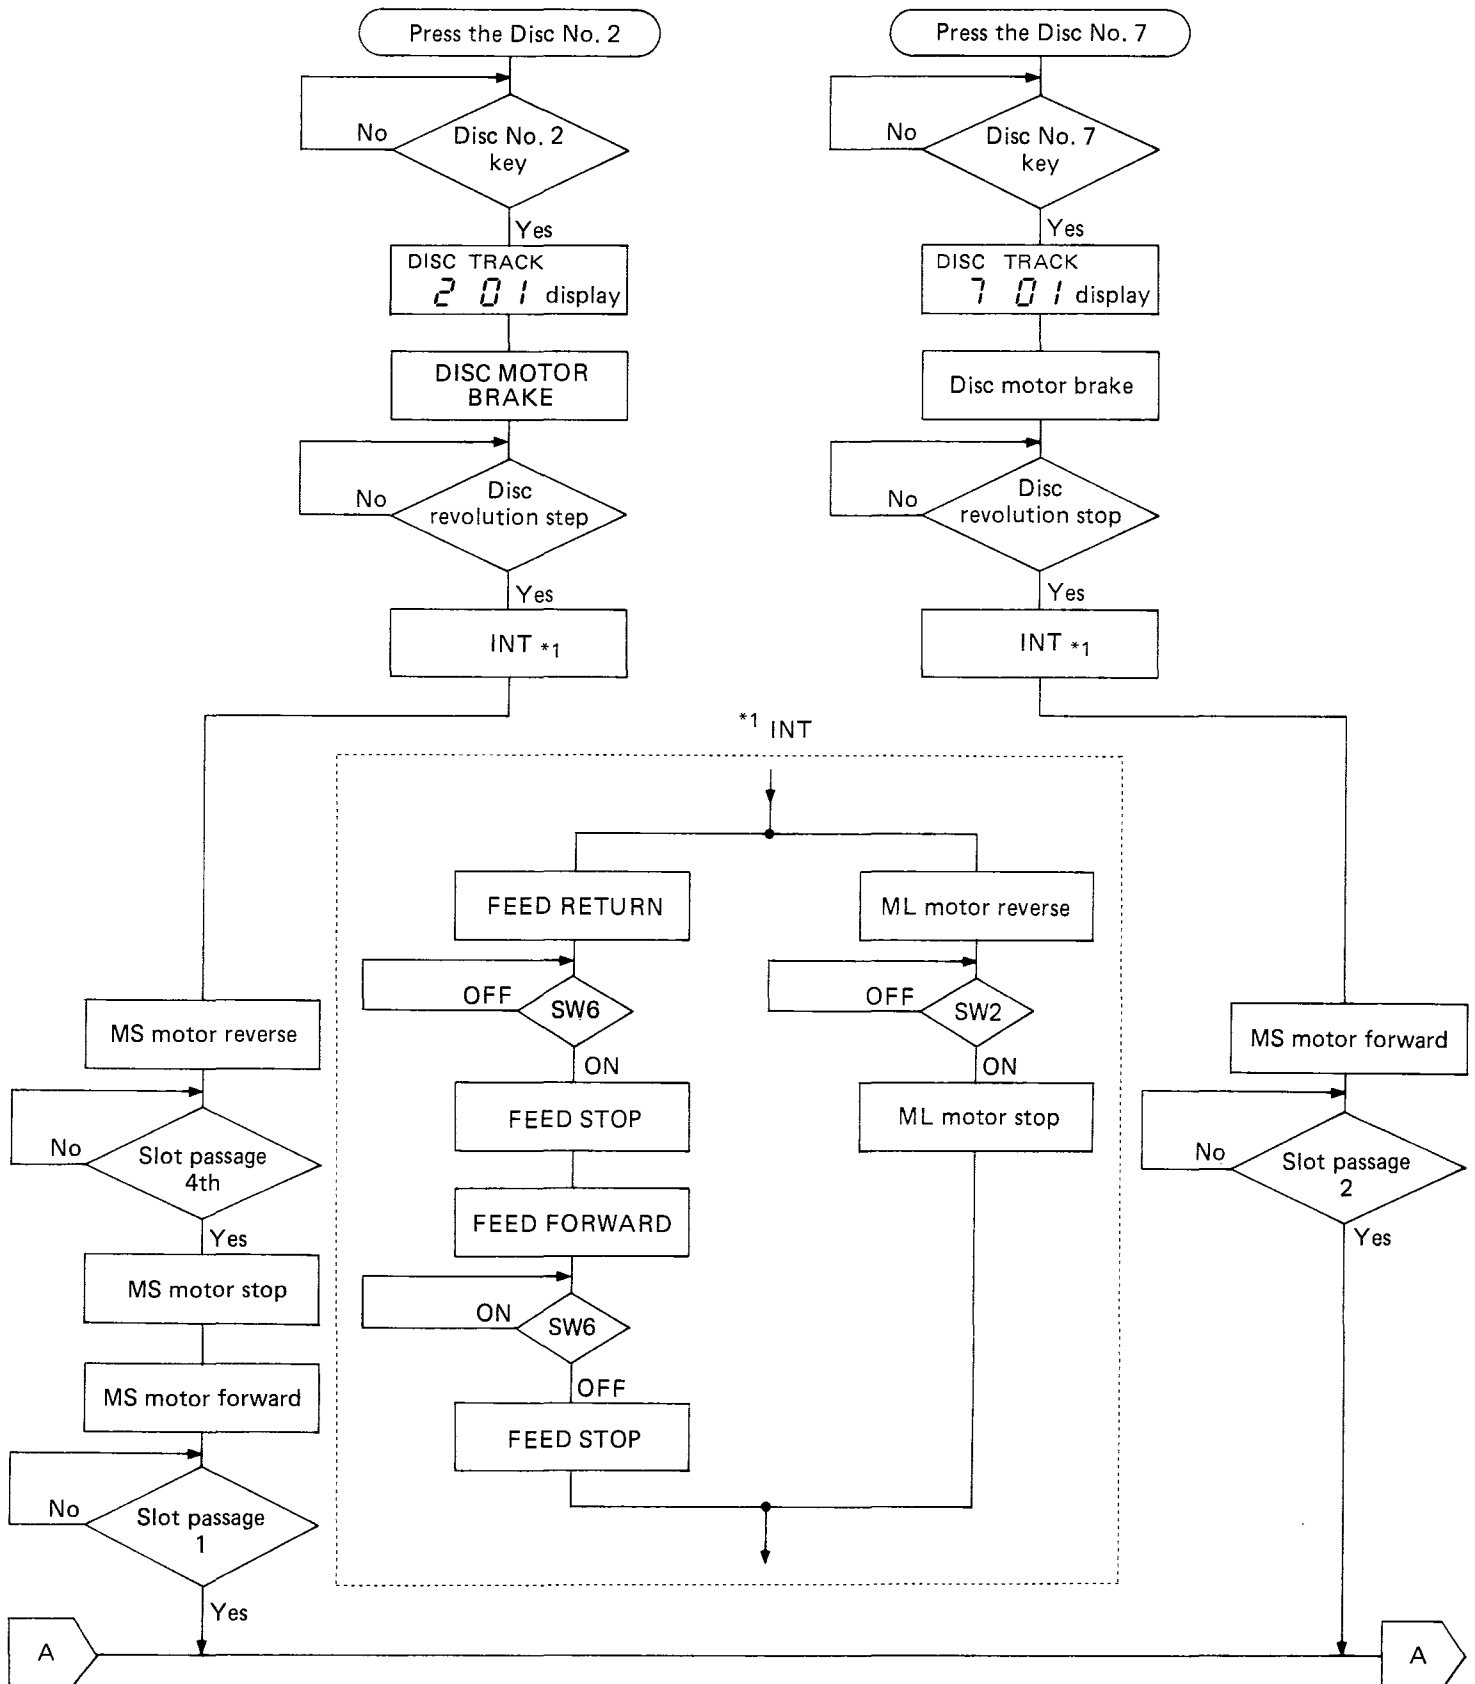 Press the Disc No. 2
No
Disc No. 2
key
Yes
DISC TRACK
2 01 display
DISC MOTOR
BRAKE
No
Disc
revolution step
Yes
INT *1
Press the Disc No. 7
No
Disc No. 7
key
Yes
DISC TRACK
7 01 display
Disc motor brake
No
Disc
revolution stop
Yes
INT *1
MS motor reverse
No
Slot passage
4th
Yes
MS motor stop
MS motor forward
No
Slot passage
1
Yes
*1 INT
FEED RETURN
OFF
SW6
ON
FEED STOP
FEED FORWARD
ON
SW6
OFF
FEED STOP
ML motor reverse
OFF
SW2
ON
ML motor stop
MS motor forward
No
Slot passage
2
Yes
A
A